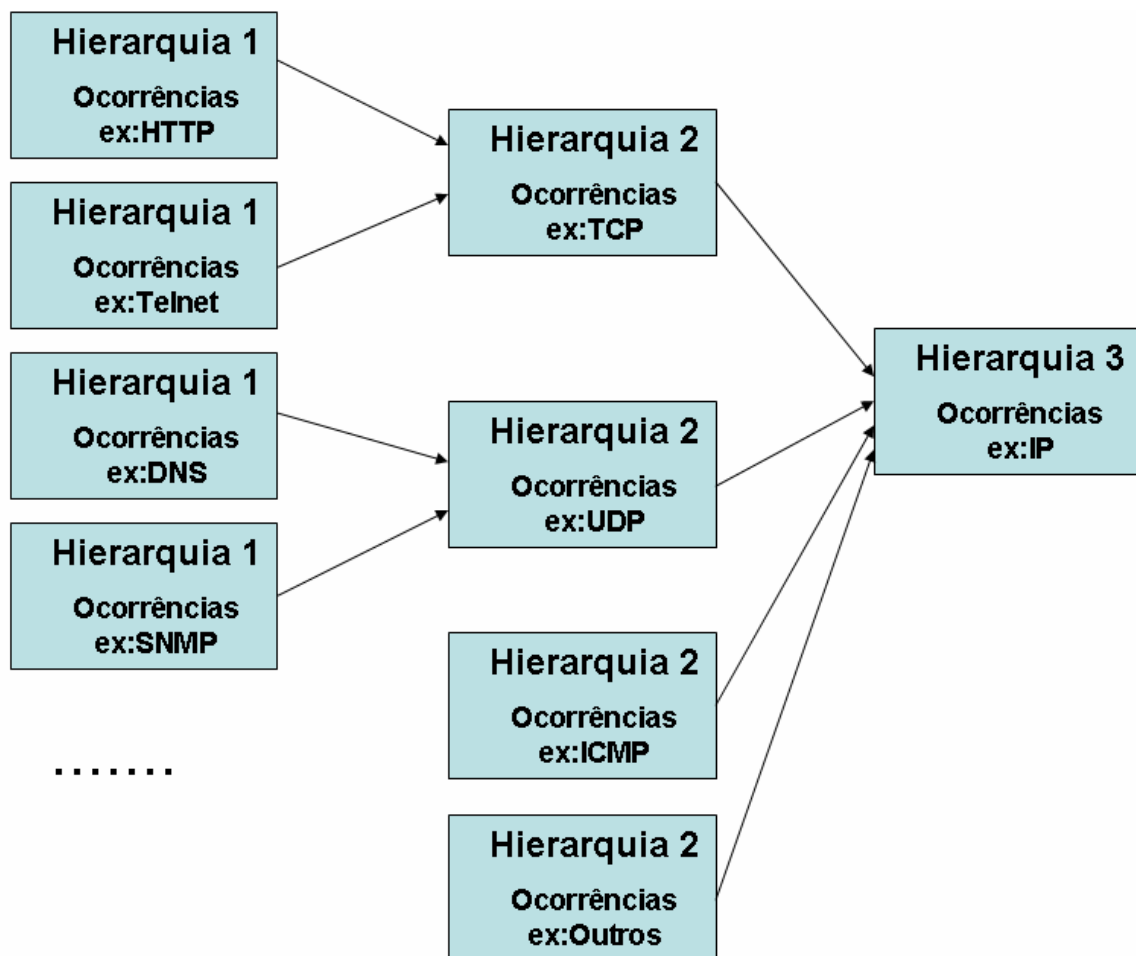 Hierarquia 1
Ocorrências
ex:HTTP
Hierarquia 1
Ocorrências
ex:Telnet
Hierarquia 1
Ocorrências
ex:DNS
Hierarquia 1
Ocorrências
ex:SNMP
.......
Hierarquia 2
Ocorrências
ex:TCP
Hierarquia 2
Ocorrências
ex:UDP
Hierarquia 2
Ocorrências
ex:ICMP
Hierarquia 2
Ocorrências
ex:Outros
Hierarquia 3
Ocorrências
ex:IP